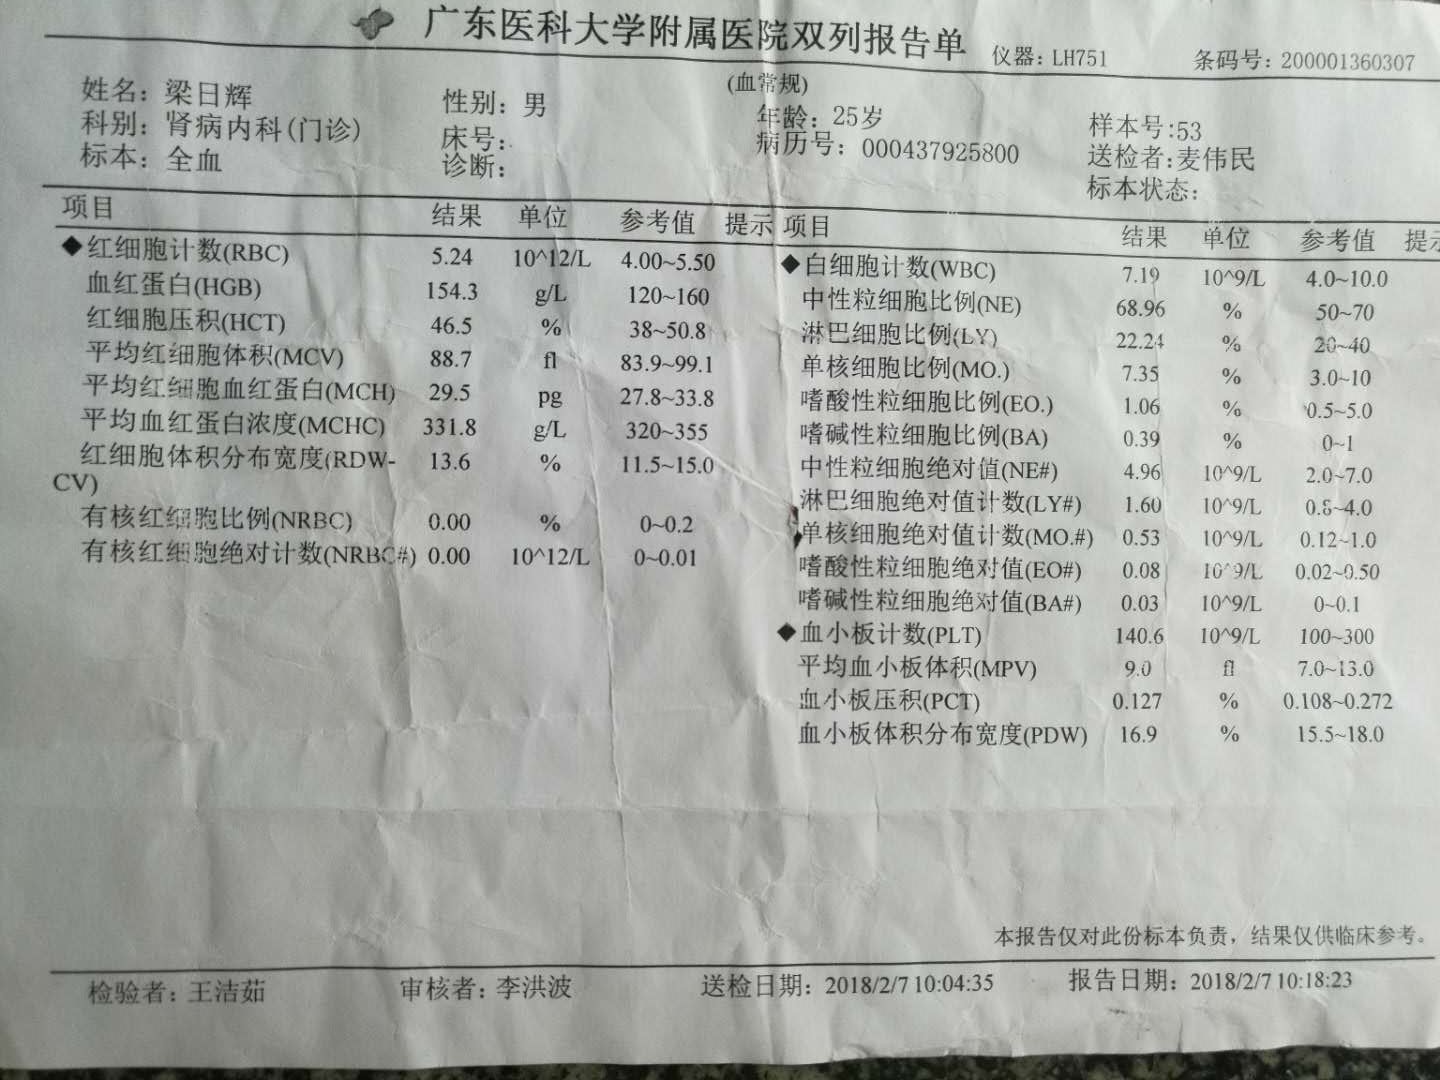 广东医科大学附属医院双列报告单
仪器: LH751
条码号: 200001360307
(血常规)
姓名: 梁日辉
性别: 男
年龄: 25岁
样本号:53
科别: 肾病内科(门诊)
床号:
病历号: 000437925800
送检者:麦伟民
标本: 全血
诊断:
标本状态:
项目 结果 单位 参考值 提示
◆红细胞计数(RBC) 5.24 10^12/L 4.00~5.50
血红蛋白(HGB) 154.3 g/L 120~160
红细胞压积(HCT) 46.5 % 38~50.8
平均红细胞体积(MCV) 88.7 fl 83.9~99.1
平均红细胞血红蛋白(MCH) 29.5 pg 27.8~33.8
平均血红蛋白浓度(MCHC) 331.8 g/L 320~355
红细胞体积分布宽度(RDW- 13.6 % 11.5~15.0
CV)
有核红细胞比例(NRBC) 0.00 % 0~0.2
有核红细胞绝对计数(NRBC#) 0.00 10^12/L 0~0.01
项目 结果 单位 参考值 提示
◆白细胞计数(WBC) 7.19 10^9/L 4.0~10.0
中性粒细胞比例(NE) 68.96 % 50~70
淋巴细胞比例(LY) 22.24 % 20~40
单核细胞比例(MO.) 7.35 % 3.0~10
嗜酸性粒细胞比例(EO.) 1.06 % 0.5~5.0
嗜碱性粒细胞比例(BA) 0.39 % 0~1
中性粒细胞绝对值(NE#) 4.96 10^9/L 2.0~7.0
淋巴细胞绝对值计数(LY#) 1.60 10^9/L 0.8~4.0
单核细胞绝对值计数(MO.#) 0.53 10^9/L 0.12~1.0
嗜酸性粒细胞绝对值(EO#) 0.08 10^9/L 0.02~0.50
嗜碱性粒细胞绝对值(BA#) 0.03 10^9/L 0~0.1
◆血小板计数(PLT) 140.6 10^9/L 100~300
平均血小板体积(MPV) 9.0 fl 7.0~13.0
血小板压积(PCT) 0.127 % 0.108~0.272
血小板体积分布宽度(PDW) 16.9 % 15.5~18.0
本报告仅对此份标本负责，结果仅供临床参考。
检验者: 王洁茹
审核者: 李洪波
送检日期: 2018/2/7 10:04:35
报告日期: 2018/2/7 10:18:23